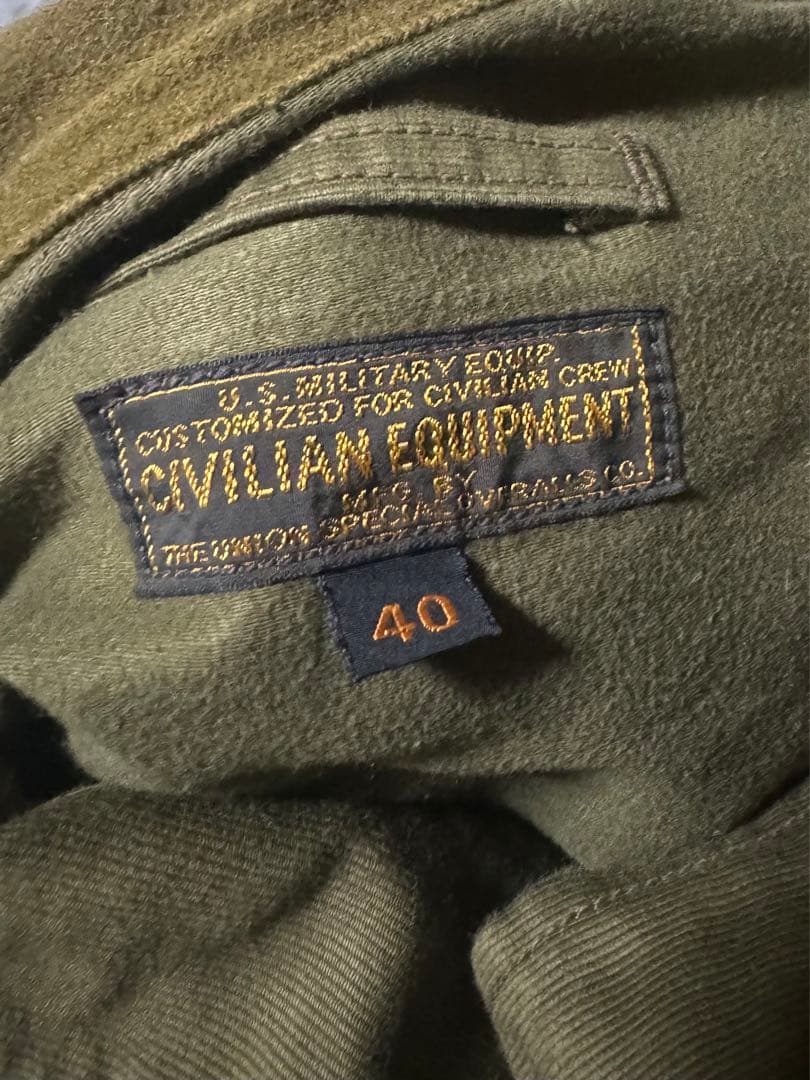 U.S. MILITARY EQUIP.
CUSTOMIZED FOR CIVILIAN CREW
CIVILIAN EQUIPMENT
MFG. BY
THE UNION SPECIAL OVERALLS CO.
40